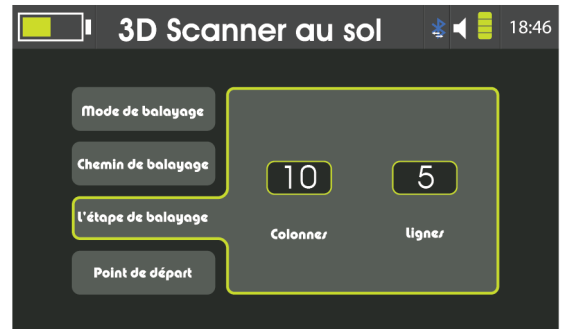 3D Scanner au sol
18:46
Mode de balayage
Chemin de balayage
L'étape de balayage
Point de départ
10
5
Colonnes
Lignes